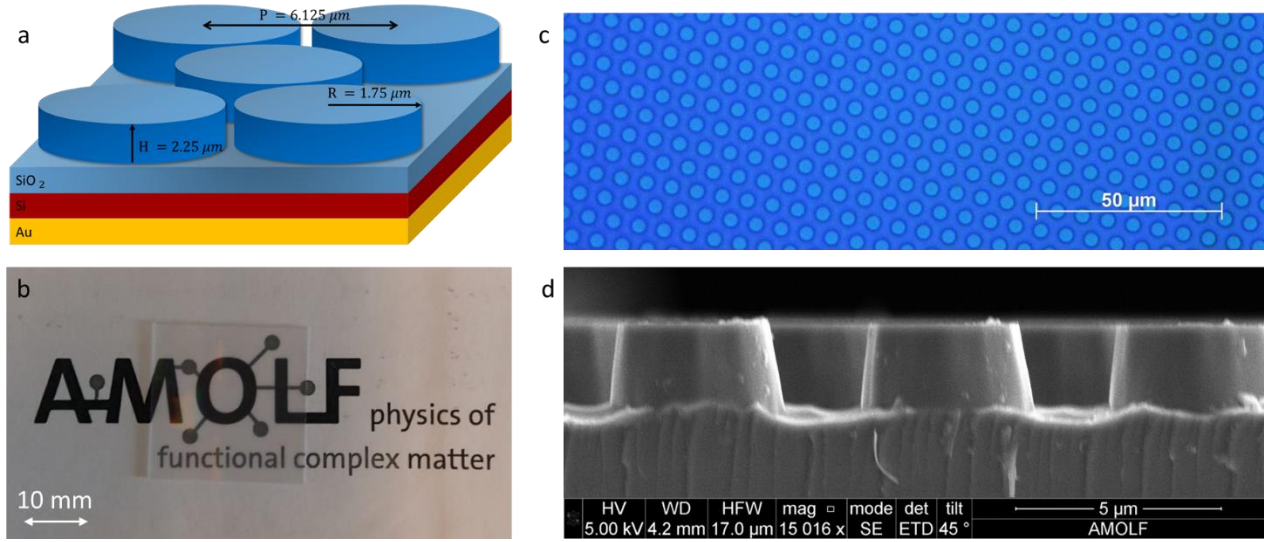 a
P = 6.125 μm
R = 1.75 μm
H = 2.25 μm
SiO2
Si
Au
b
AMOLF
physics of
functional complex matter
10 mm
c
50 μm
d
HV WD HFW mag □ mode det tilt 5 μm
5.00 kV 4.2 mm 17.0 μm 15 016 x SE ETD 45 ° AMOLF